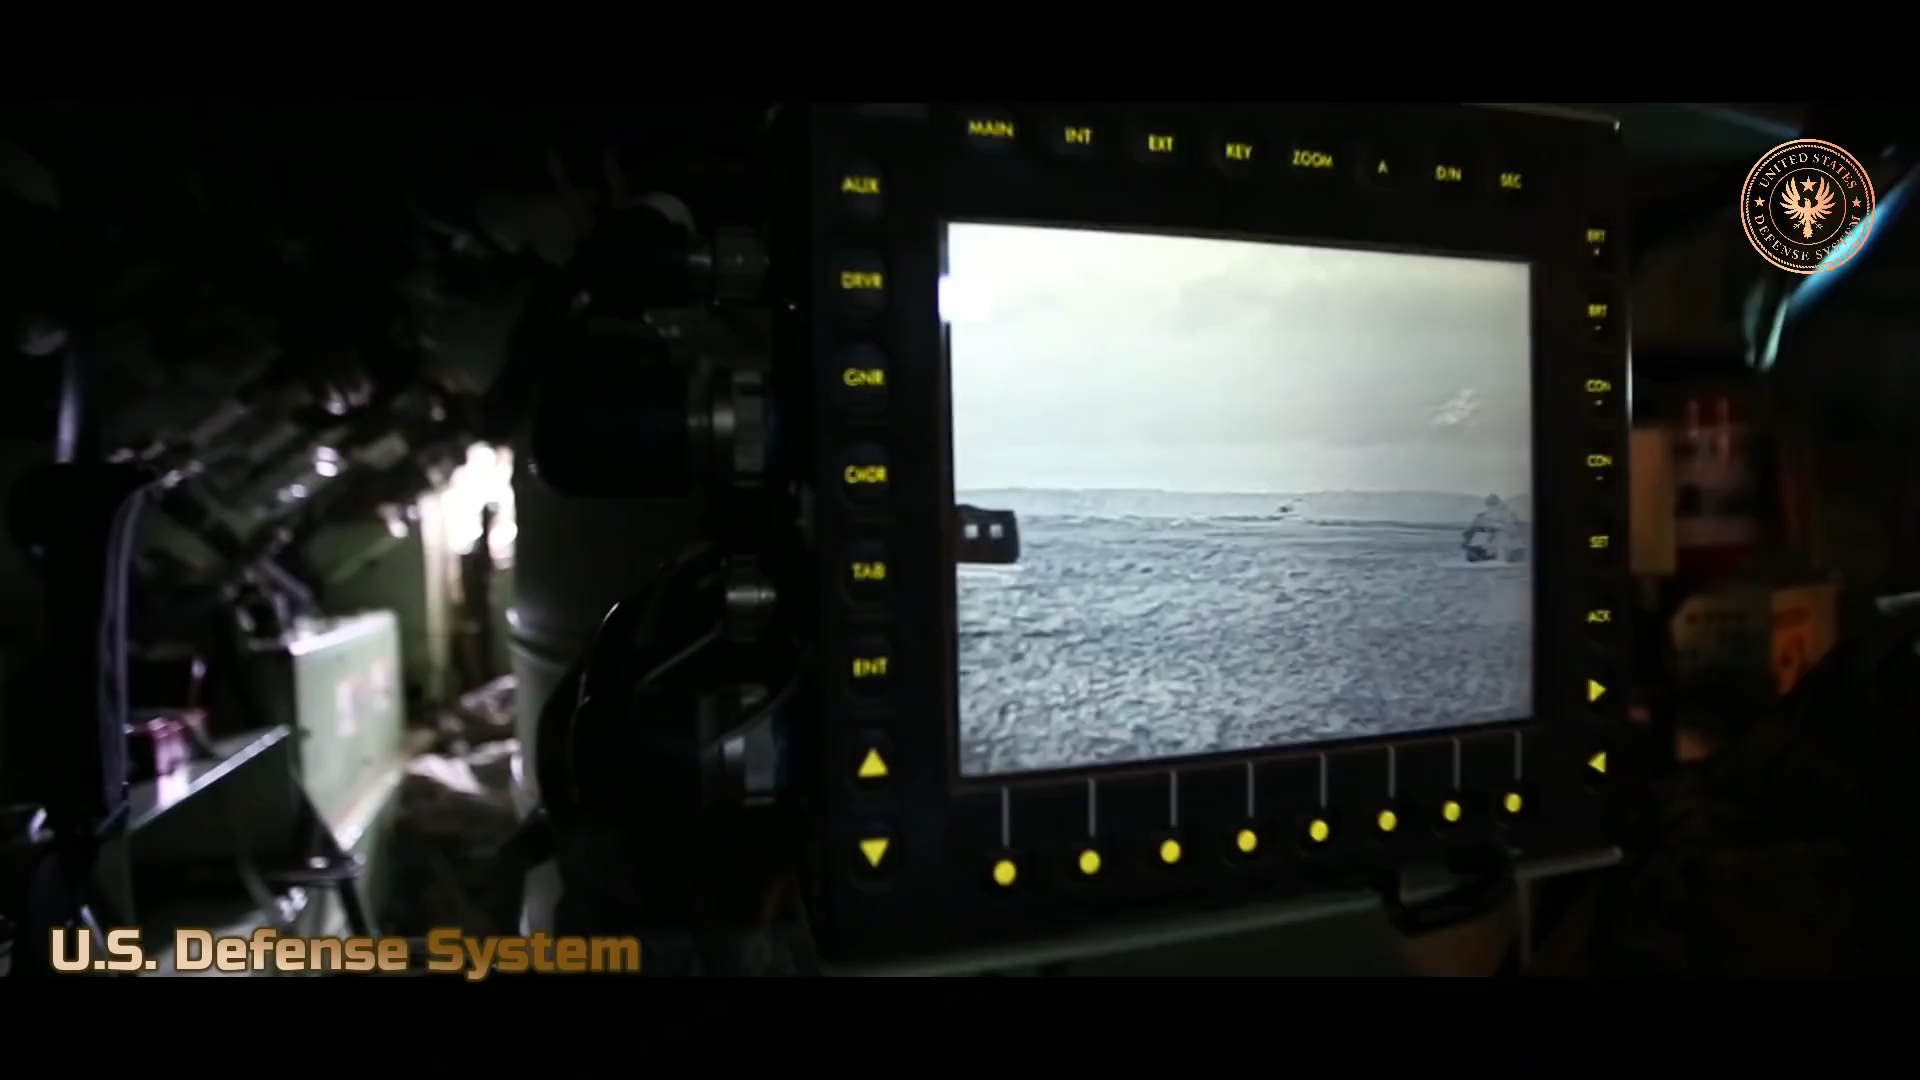 MAIN INT EXT KEY ZOOM A D/N SEC
AUX
DRVR
GNR
CMDR
TAB
ENT
BRT
+
BRT
-
CON
+
CON
-
SET
ACK
UNITED STATES
DEFENSE SYSTEM
U.S. Defense System